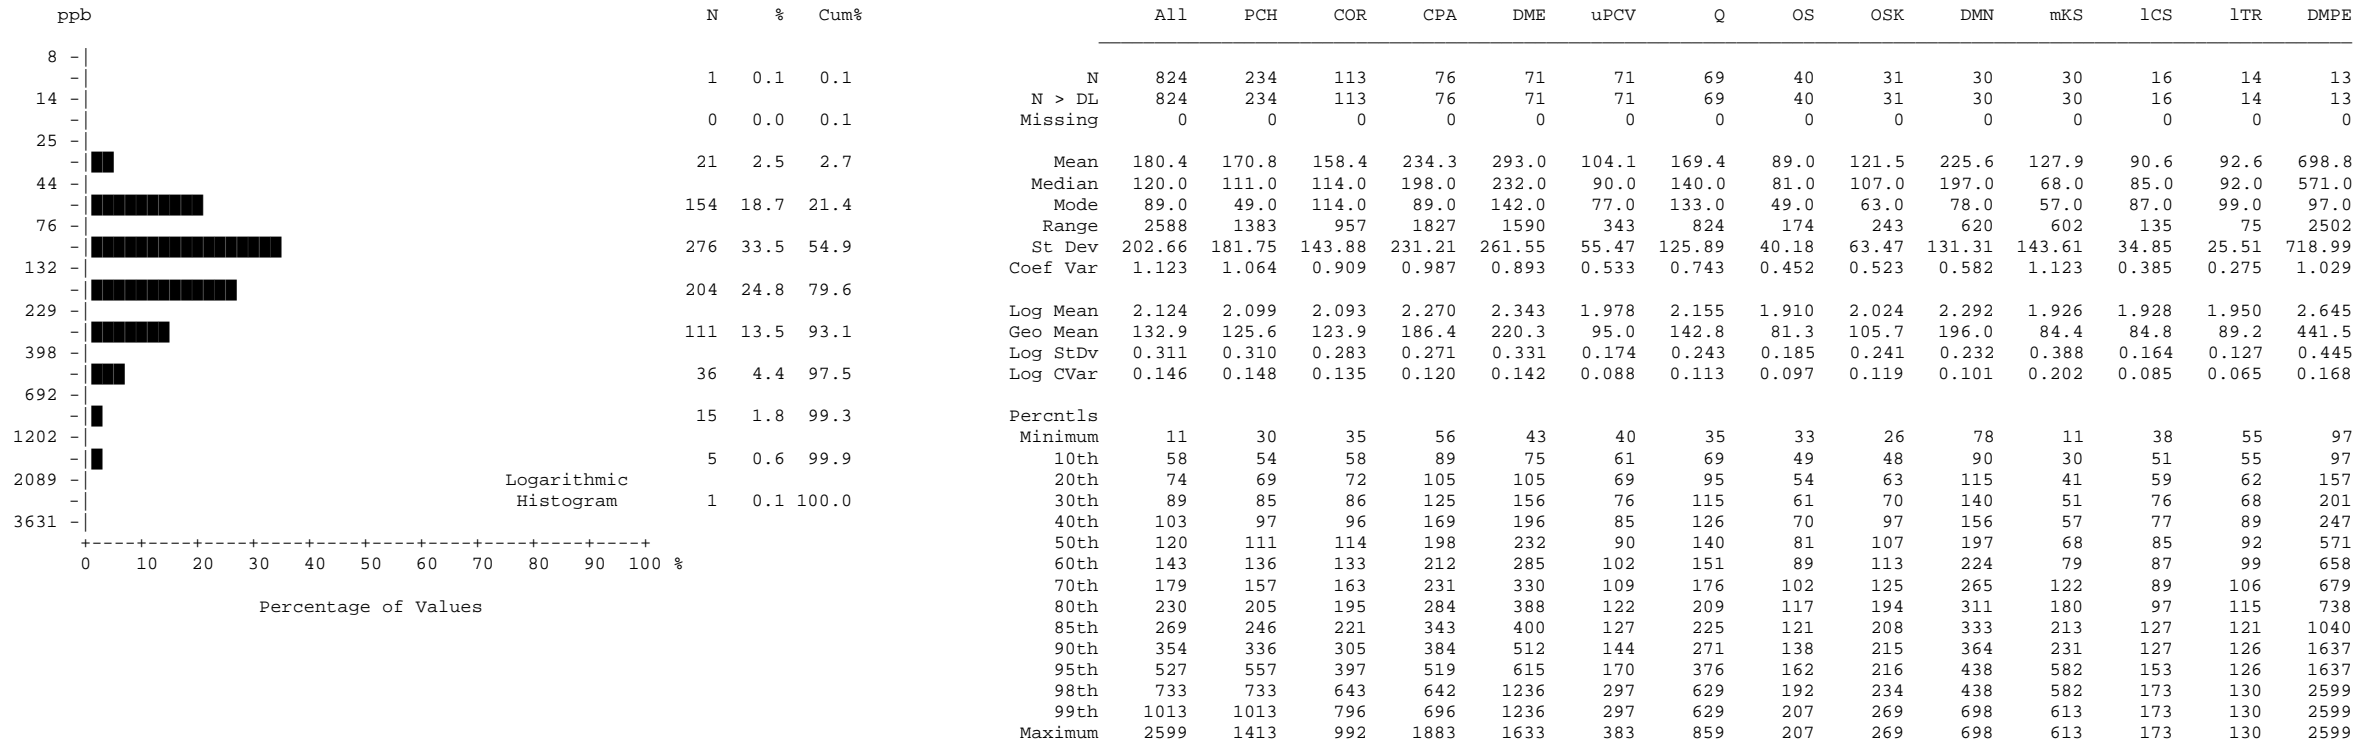 ppb N % Cum% All PCH COR CPA DME uPCV Q OS OSK DMN mKS lCS lTR DMPE
8 -
- 1 0.1 0.1 N 824 234 113 76 71 71 69 40 31 30 30 16 14 13
14 - N > DL 824 234 113 76 71 71 69 40 31 30 30 16 14 13
- 0 0.0 0.1 Missing 0 0 0 0 0 0 0 0 0 0 0 0 0 0
25 -
- 21 2.5 2.7 Mean 180.4 170.8 158.4 234.3 293.0 104.1 169.4 89.0 121.5 225.6 127.9 90.6 92.6 698.8
44 - Median 120.0 111.0 114.0 198.0 232.0 90.0 140.0 81.0 107.0 197.0 68.0 85.0 92.0 571.0
- 154 18.7 21.4 Mode 89.0 49.0 114.0 89.0 142.0 77.0 133.0 49.0 63.0 78.0 57.0 87.0 99.0 97.0
76 - Range 2588 1383 957 1827 1590 343 824 174 243 620 602 135 75 2502
- 276 33.5 54.9 St Dev 202.66 181.75 143.88 231.21 261.55 55.47 125.89 40.18 63.47 131.31 143.61 34.85 25.51 718.99
132 - Coef Var 1.123 1.064 0.909 0.987 0.893 0.533 0.743 0.452 0.523 0.582 1.123 0.385 0.275 1.029
- 204 24.8 79.6
229 - Log Mean 2.124 2.099 2.093 2.270 2.343 1.978 2.155 1.910 2.024 2.292 1.926 1.928 1.950 2.645
- 111 13.5 93.1 Geo Mean 132.9 125.6 123.9 186.4 220.3 95.0 142.8 81.3 105.7 196.0 84.4 84.8 89.2 441.5
398 - Log StDv 0.311 0.310 0.283 0.271 0.331 0.174 0.243 0.185 0.241 0.232 0.388 0.164 0.127 0.445
- 36 4.4 97.5 Log CVar 0.146 0.148 0.135 0.120 0.142 0.088 0.113 0.097 0.119 0.101 0.202 0.085 0.065 0.168
692 -
- 15 1.8 99.3 Percntls
1202 - Minimum 11 30 35 56 43 40 35 33 26 78 11 38 55 97
- 5 0.6 99.9 10th 58 54 58 89 75 61 69 49 48 90 30 51 55 97
2089 - Logarithmic 20th 74 69 72 105 105 69 95 54 63 115 41 59 62 157
- Histogram 1 0.1 100.0 30th 89 85 86 125 156 76 115 61 70 140 51 76 68 201
3631 - 40th 103 97 96 169 196 85 126 70 97 156 57 77 89 247
50th 120 111 114 198 232 90 140 81 107 197 68 85 92 571
0 10 20 30 40 50 60 70 80 90 100 % 60th 143 136 133 212 285 102 151 89 113 224 79 87 99 658
70th 179 157 163 231 330 109 176 102 125 265 122 89 106 679
Percentage of Values 80th 230 205 195 284 388 122 209 117 194 311 180 97 115 738
85th 269 246 221 343 400 127 225 121 208 333 213 127 121 1040
90th 354 336 305 384 512 144 271 138 215 364 231 127 126 1637
95th 527 557 397 519 615 170 376 162 216 438 582 153 126 1637
98th 733 733 643 642 1236 297 629 192 234 438 582 173 130 2599
99th 1013 1013 796 696 1236 297 629 207 269 698 613 173 130 2599
Maximum 2599 1413 992 1883 1633 383 859 207 269 698 613 173 130 2599